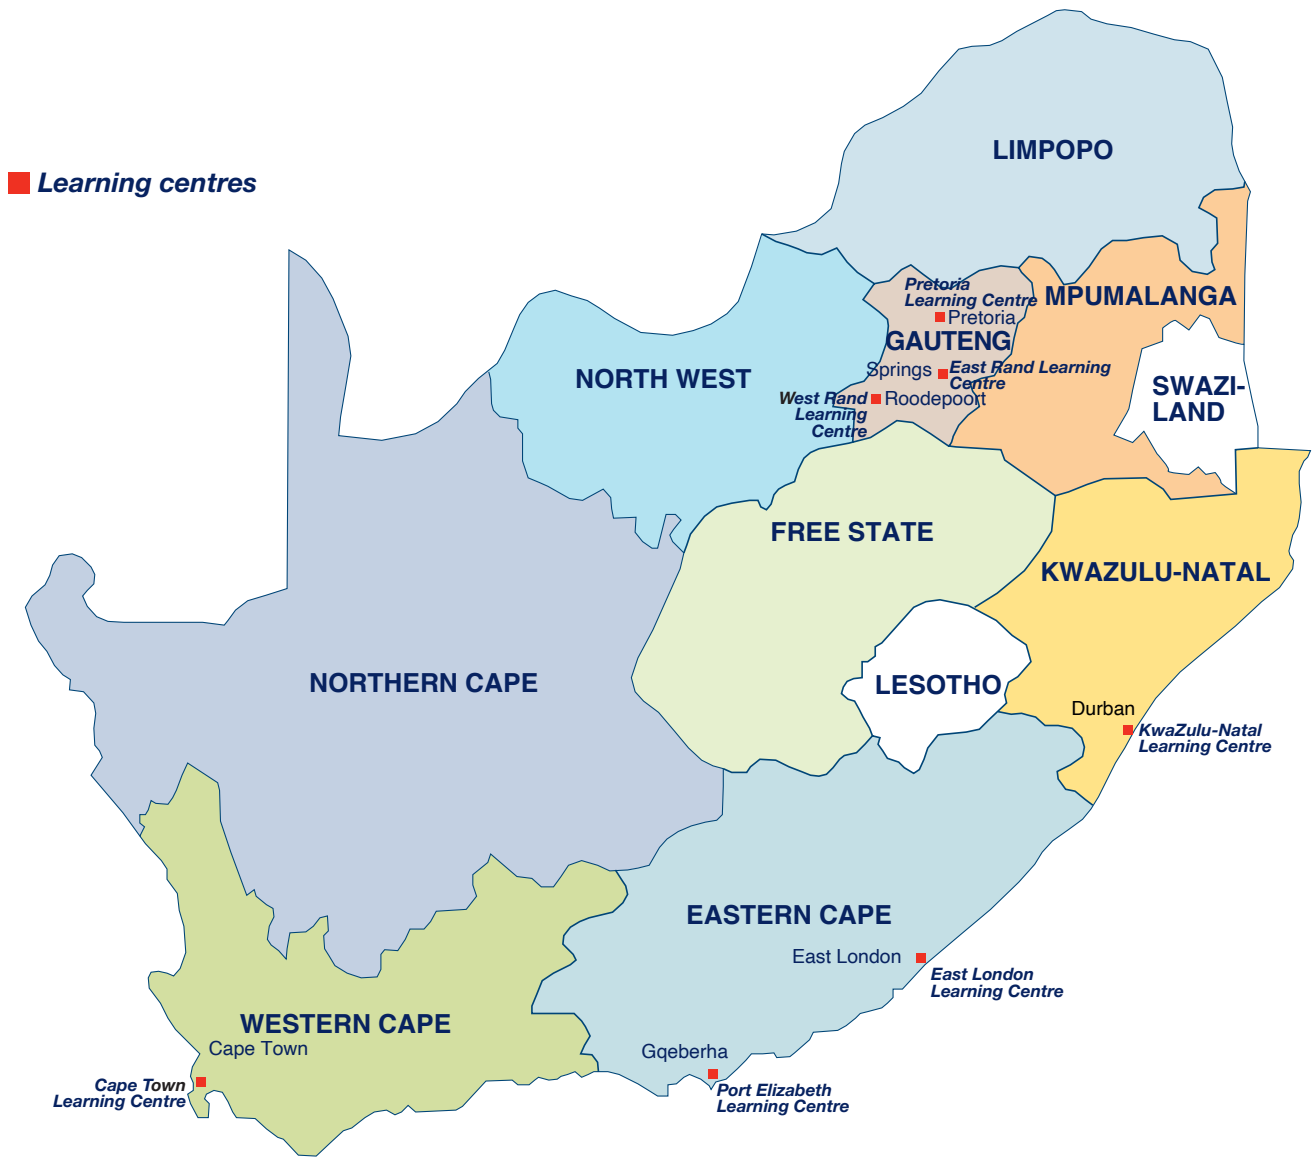 LIMPOPO
Learning centres
Pretoria
Learning Centre
MPUMALANGA
Pretoria
GAUTENG
Springs
East Rand Learning
Centre
NORTH WEST
SWAZI-
LAND
West Rand
Learning
Centre
Roodepoort
FREE STATE
KWAZULU-NATAL
NORTHERN CAPE
LESOTHO
Durban
KwaZulu-Natal
Learning Centre
EASTERN CAPE
East London
East London
Learning Centre
WESTERN CAPE
Cape Town
Gqeberha
Cape Town
Learning Centre
Port Elizabeth
Learning Centre